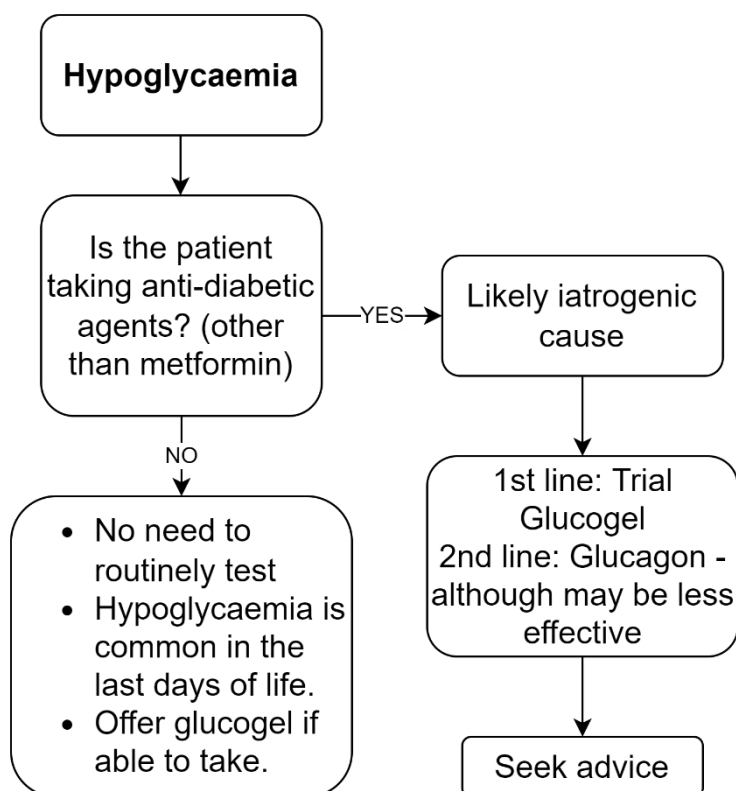 Hypoglycaemia
Is the patient
taking anti-diabetic
agents? (other
than metformin)
YES
Likely iatrogenic
cause
NO
• No need to
routinely test
• Hypoglycaemia is
common in the
last days of life.
• Offer glucogel if
able to take.
1st line: Trial
Glucogel
2nd line: Glucagon -
although may be less
effective
Seek advice